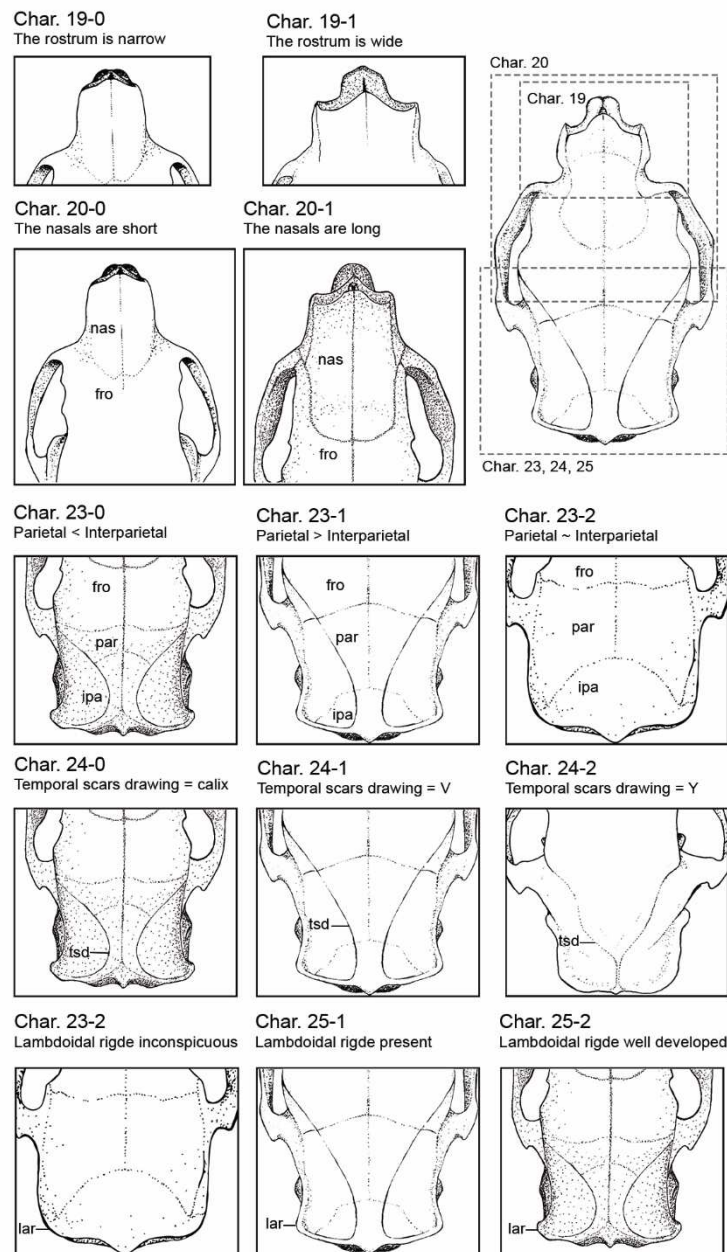 Char. 19-0
The rostrum is narrow
Char. 19-1
The rostrum is wide
Char. 20
Char. 19
Char. 20-0
The nasals are short
nas
fro
Char. 20-1
The nasals are long
nas
fro
Char. 23, 24, 25
Char. 23-0
Parietal < Interparietal
fro
par
ipa
Char. 23-1
Parietal > Interparietal
fro
par
ipa
Char. 23-2
Parietal ~ Interparietal
fro
par
ipa
Char. 24-0
Temporal scars drawing = calix
tsd
Char. 24-1
Temporal scars drawing = V
tsd
Char. 24-2
Temporal scars drawing = Y
tsd
Char. 23-2
Lambdoidal rigde inconspicuous
lar
Char. 25-1
Lambdoidal rigde present
lar
Char. 25-2
Lambdoidal rigde well developed
lar